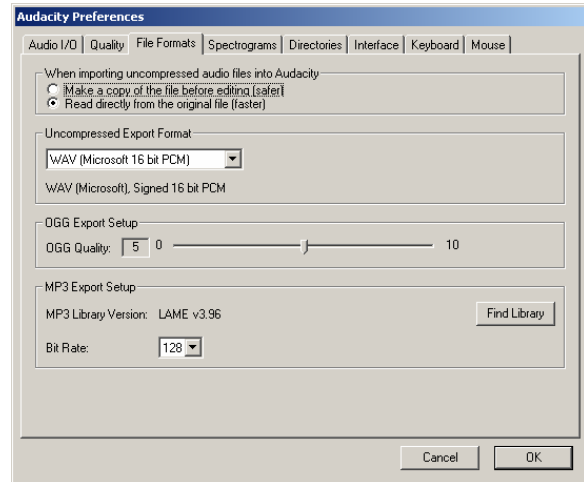 Audacity Preferences
Audio I/O Quality File Formats Spectrograms Directories Interface Keyboard Mouse
When importing uncompressed audio files into Audacity
Make a copy of the file before editing (safer)
Read directly from the original file (faster)
Uncompressed Export Format
WAV (Microsoft 16 bit PCM)
WAV (Microsoft), Signed 16 bit PCM
OGG Export Setup
OGG Quality: 5 0 10
MP3 Export Setup
MP3 Library Version: LAME v3.96 Find Library
Bit Rate: 128
Cancel OK